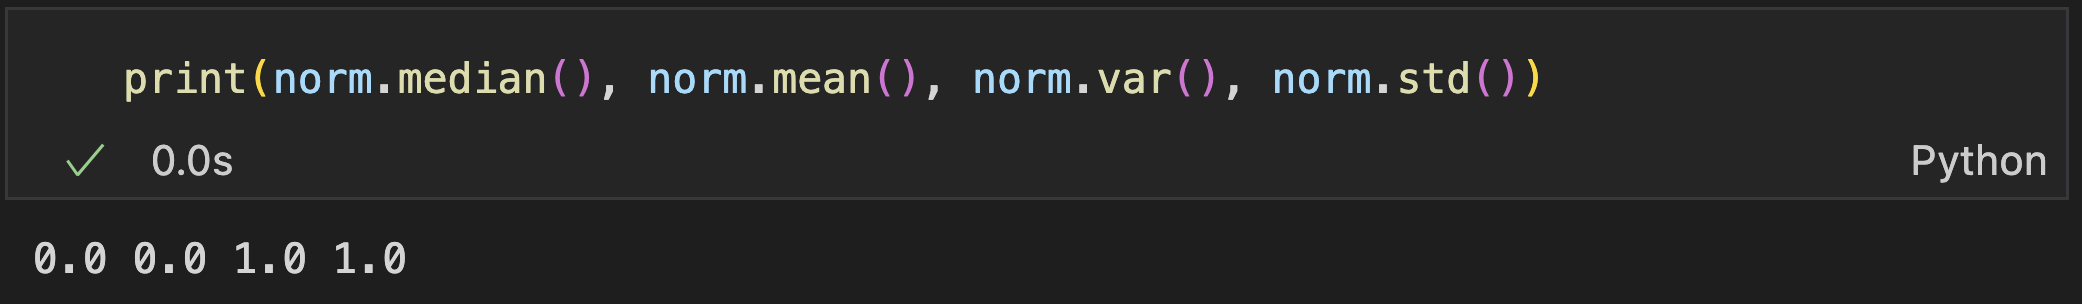 print(norm.median(), norm.mean(), norm.var(), norm.std())
0.0s
Python
0.0 0.0 1.0 1.0